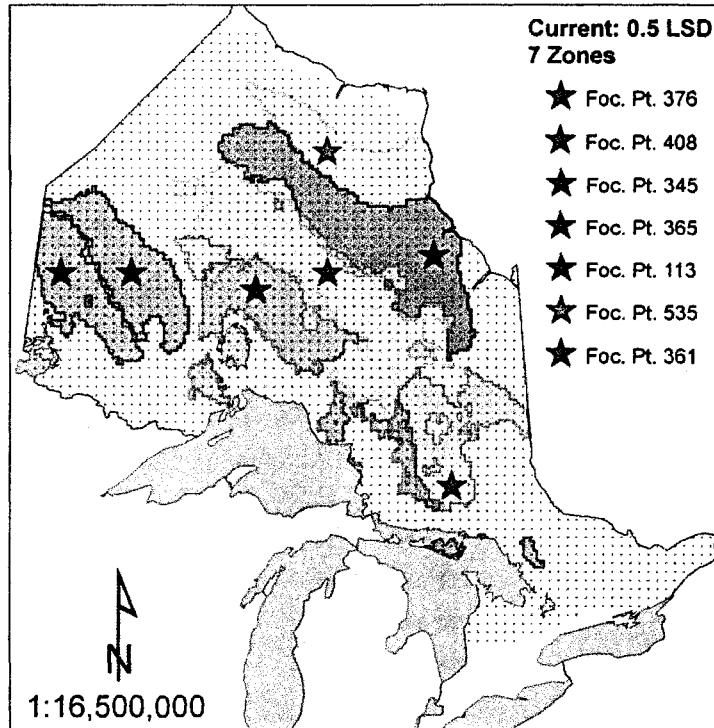 Current: 0.5 LSD
7 Zones
Foc. Pt. 376
Foc. Pt. 408
Foc. Pt. 345
Foc. Pt. 365
Foc. Pt. 113
Foc. Pt. 535
Foc. Pt. 361
N
1:16,500,000